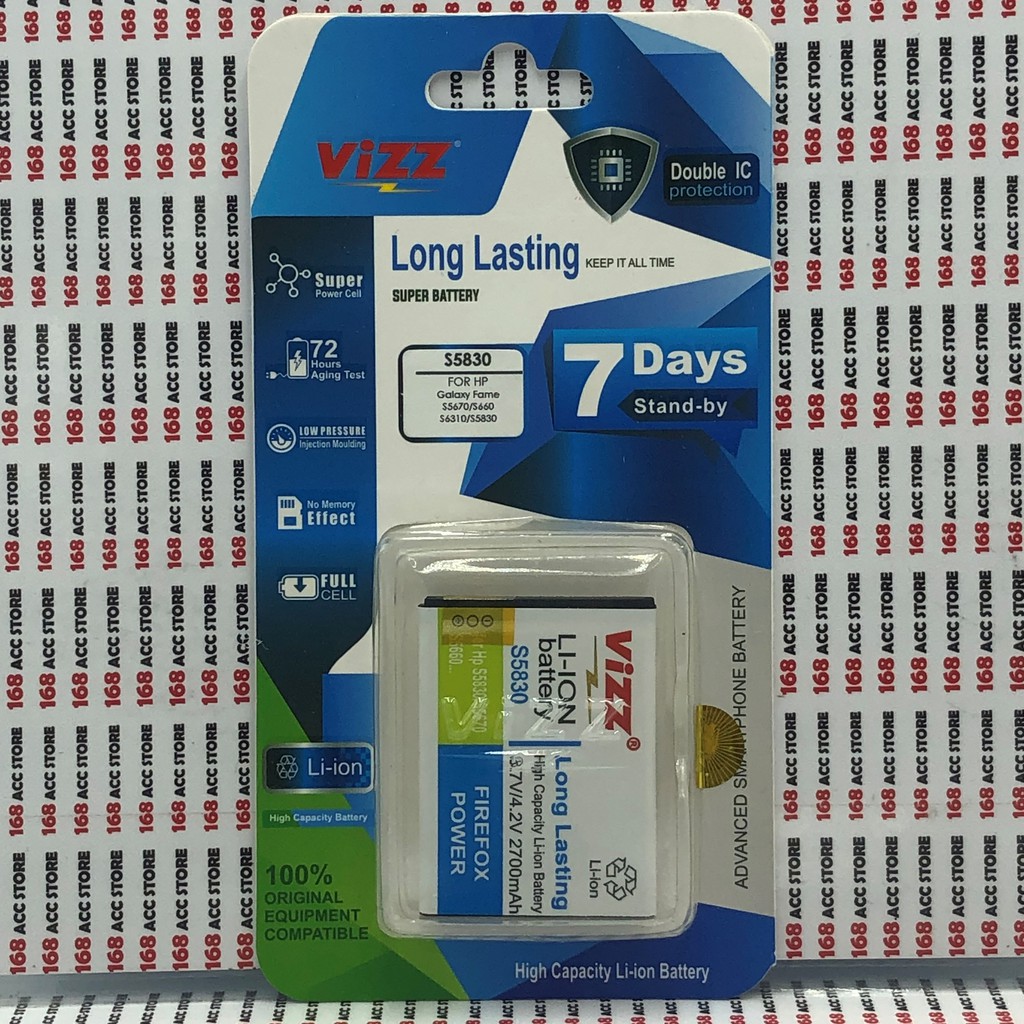 ViZZ
Double IC
protection
Long Lasting KEEP IT ALL TIME
SUPER BATTERY
Super
Power Cell
72
Hours
Aging Test
LOW PRESSURE
Injection Moulding
No Memory
Effect
FULL
CELL
S5830
FOR HP
Galaxy Fame
S5670/S660
S6310/S5830
7 Days
Stand-by
ViZZ®
LI-ION
battery
S5830
S5660...
Long Lasting
High Capacity Li-ion Battery
3.7V/4.2V 2700mAh
FIREFOX
POWER
Li-Ion
ADVANCED SMARTPHONE BATTERY
Li-ion
High Capacity Battery
100%
ORIGINAL
EQUIPMENT
COMPATIBLE
High Capacity Li-ion Battery
168 ACC STORE